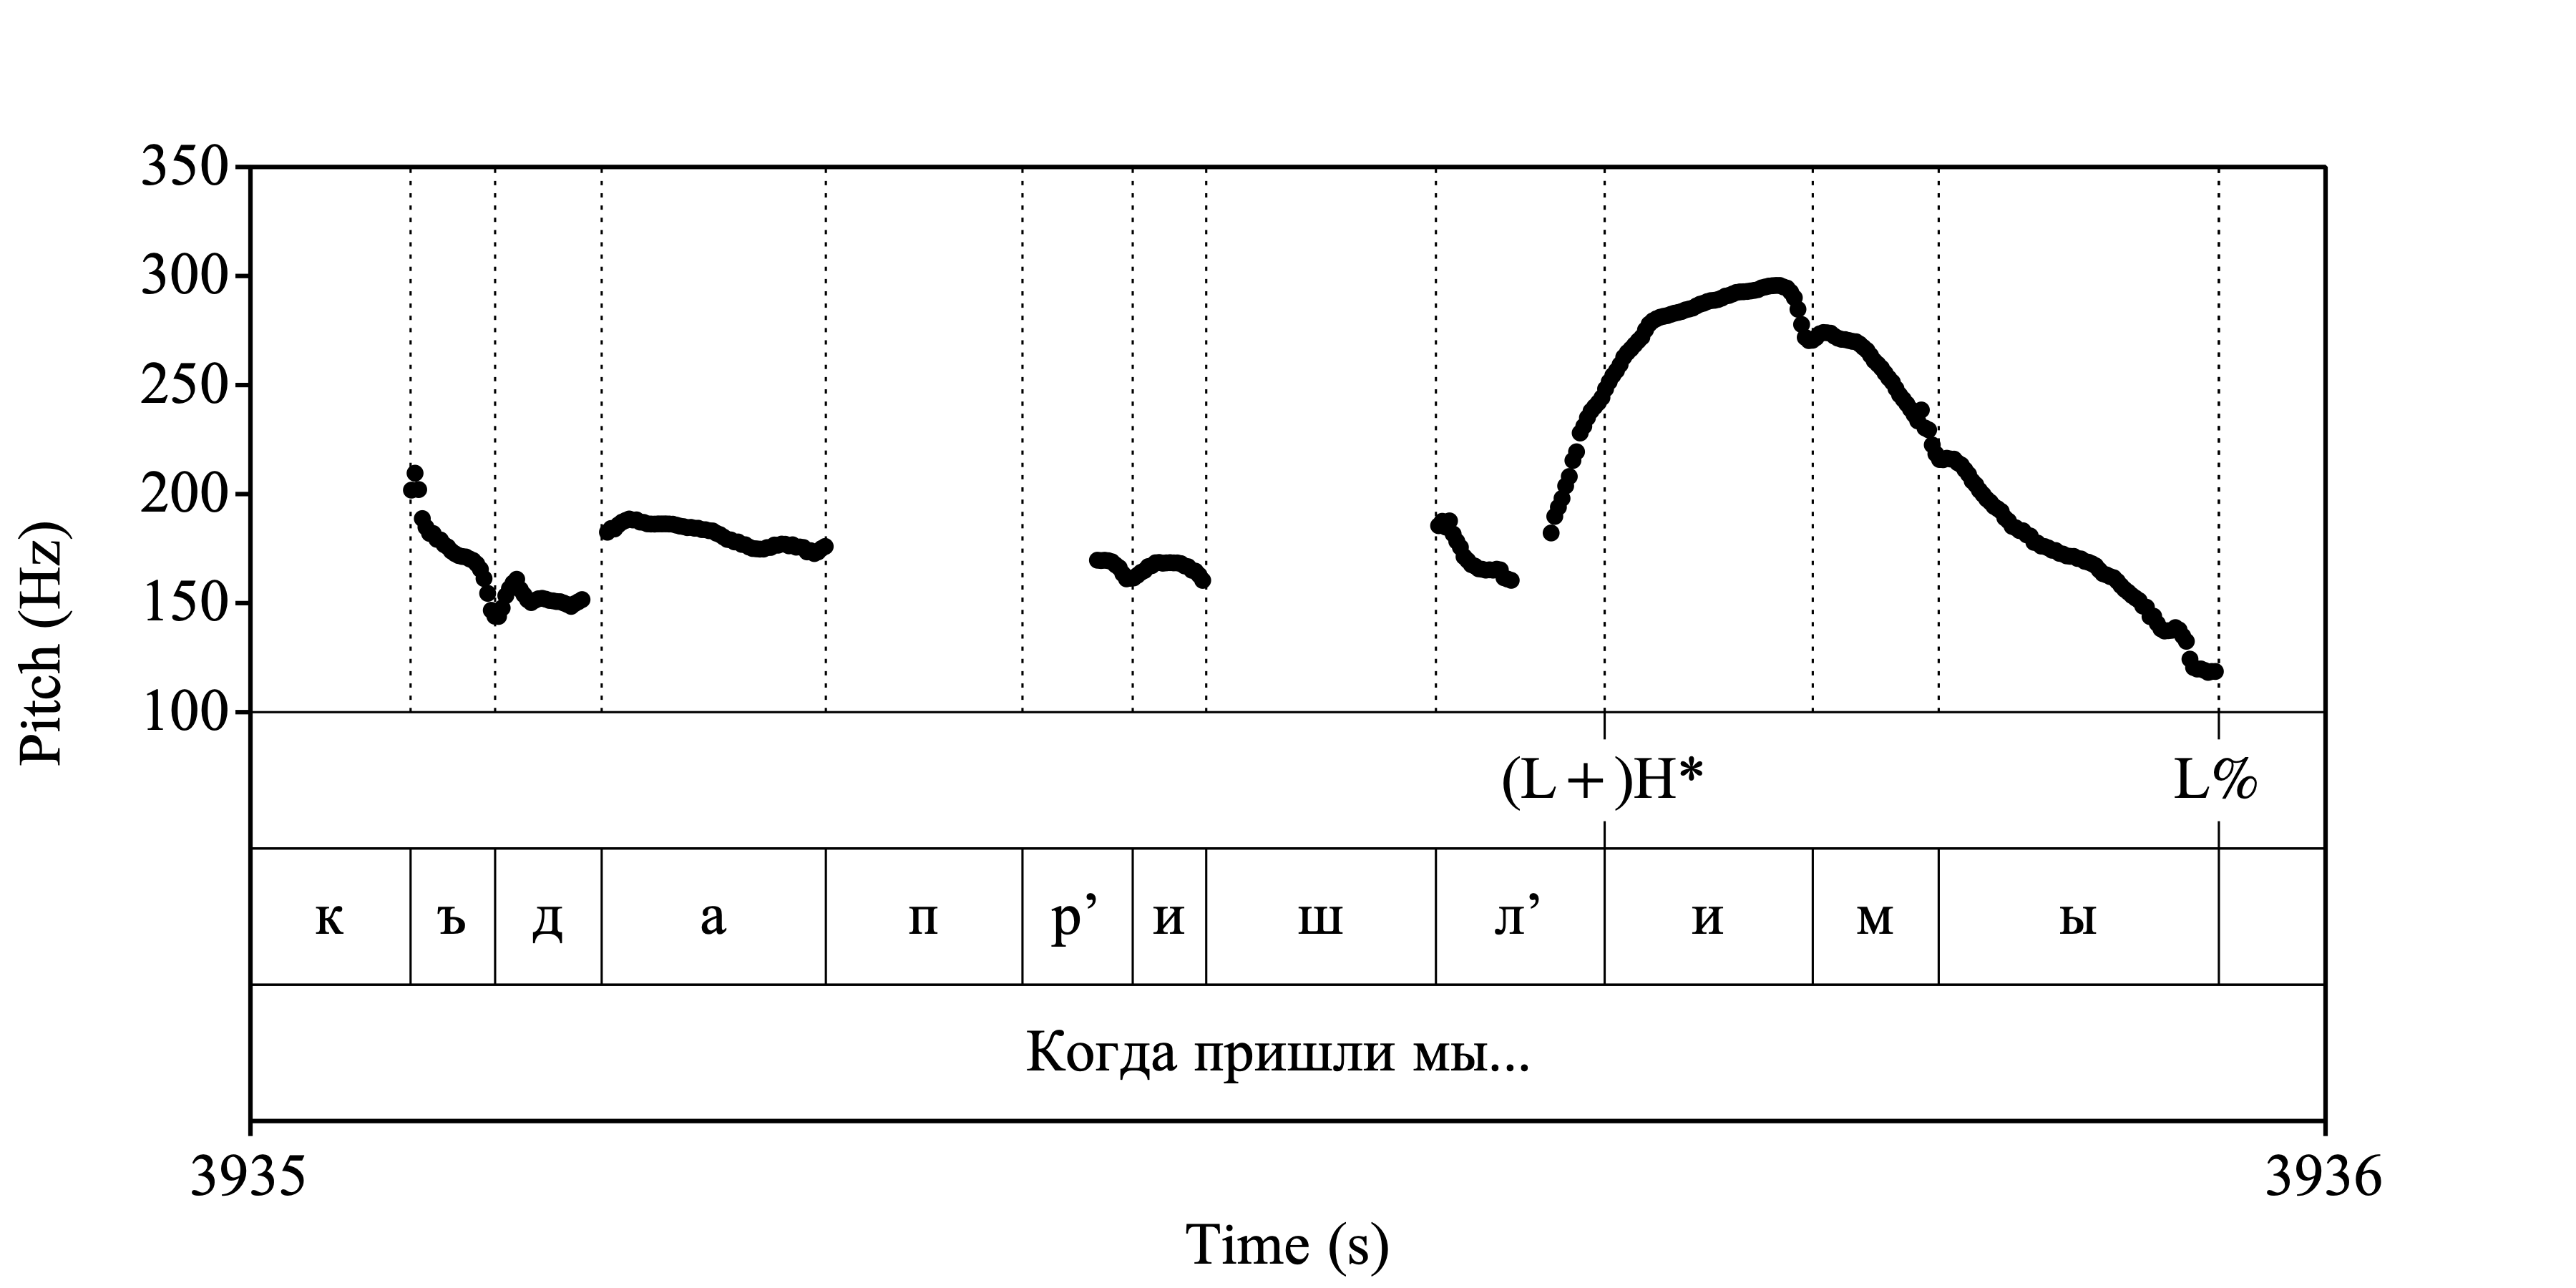 350
300
250
200
150
100
Pitch (Hz)
(L+)H* L%
к ъ д а п р’ и ш л’ и м ы
Когда пришли мы...
3935 3936
Time (s)